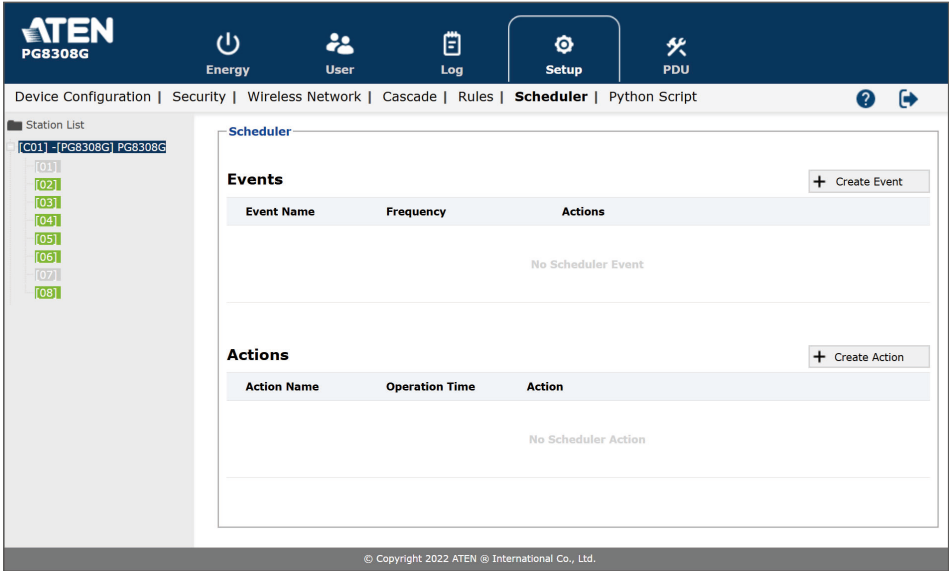 ATEN
PG8308G
Energy User Log Setup PDU
Device Configuration | Security | Wireless Network | Cascade | Rules | Scheduler | Python Script
?
Station List
[C01] -[PG8308G] PG8308G
[01]
[02]
[03]
[04]
[05]
[06]
[07]
[08]
Scheduler
Events
+ Create Event
Event Name Frequency Actions
No Scheduler Event
Actions
+ Create Action
Action Name Operation Time Action
No Scheduler Action
© Copyright 2022 ATEN ® International Co., Ltd.